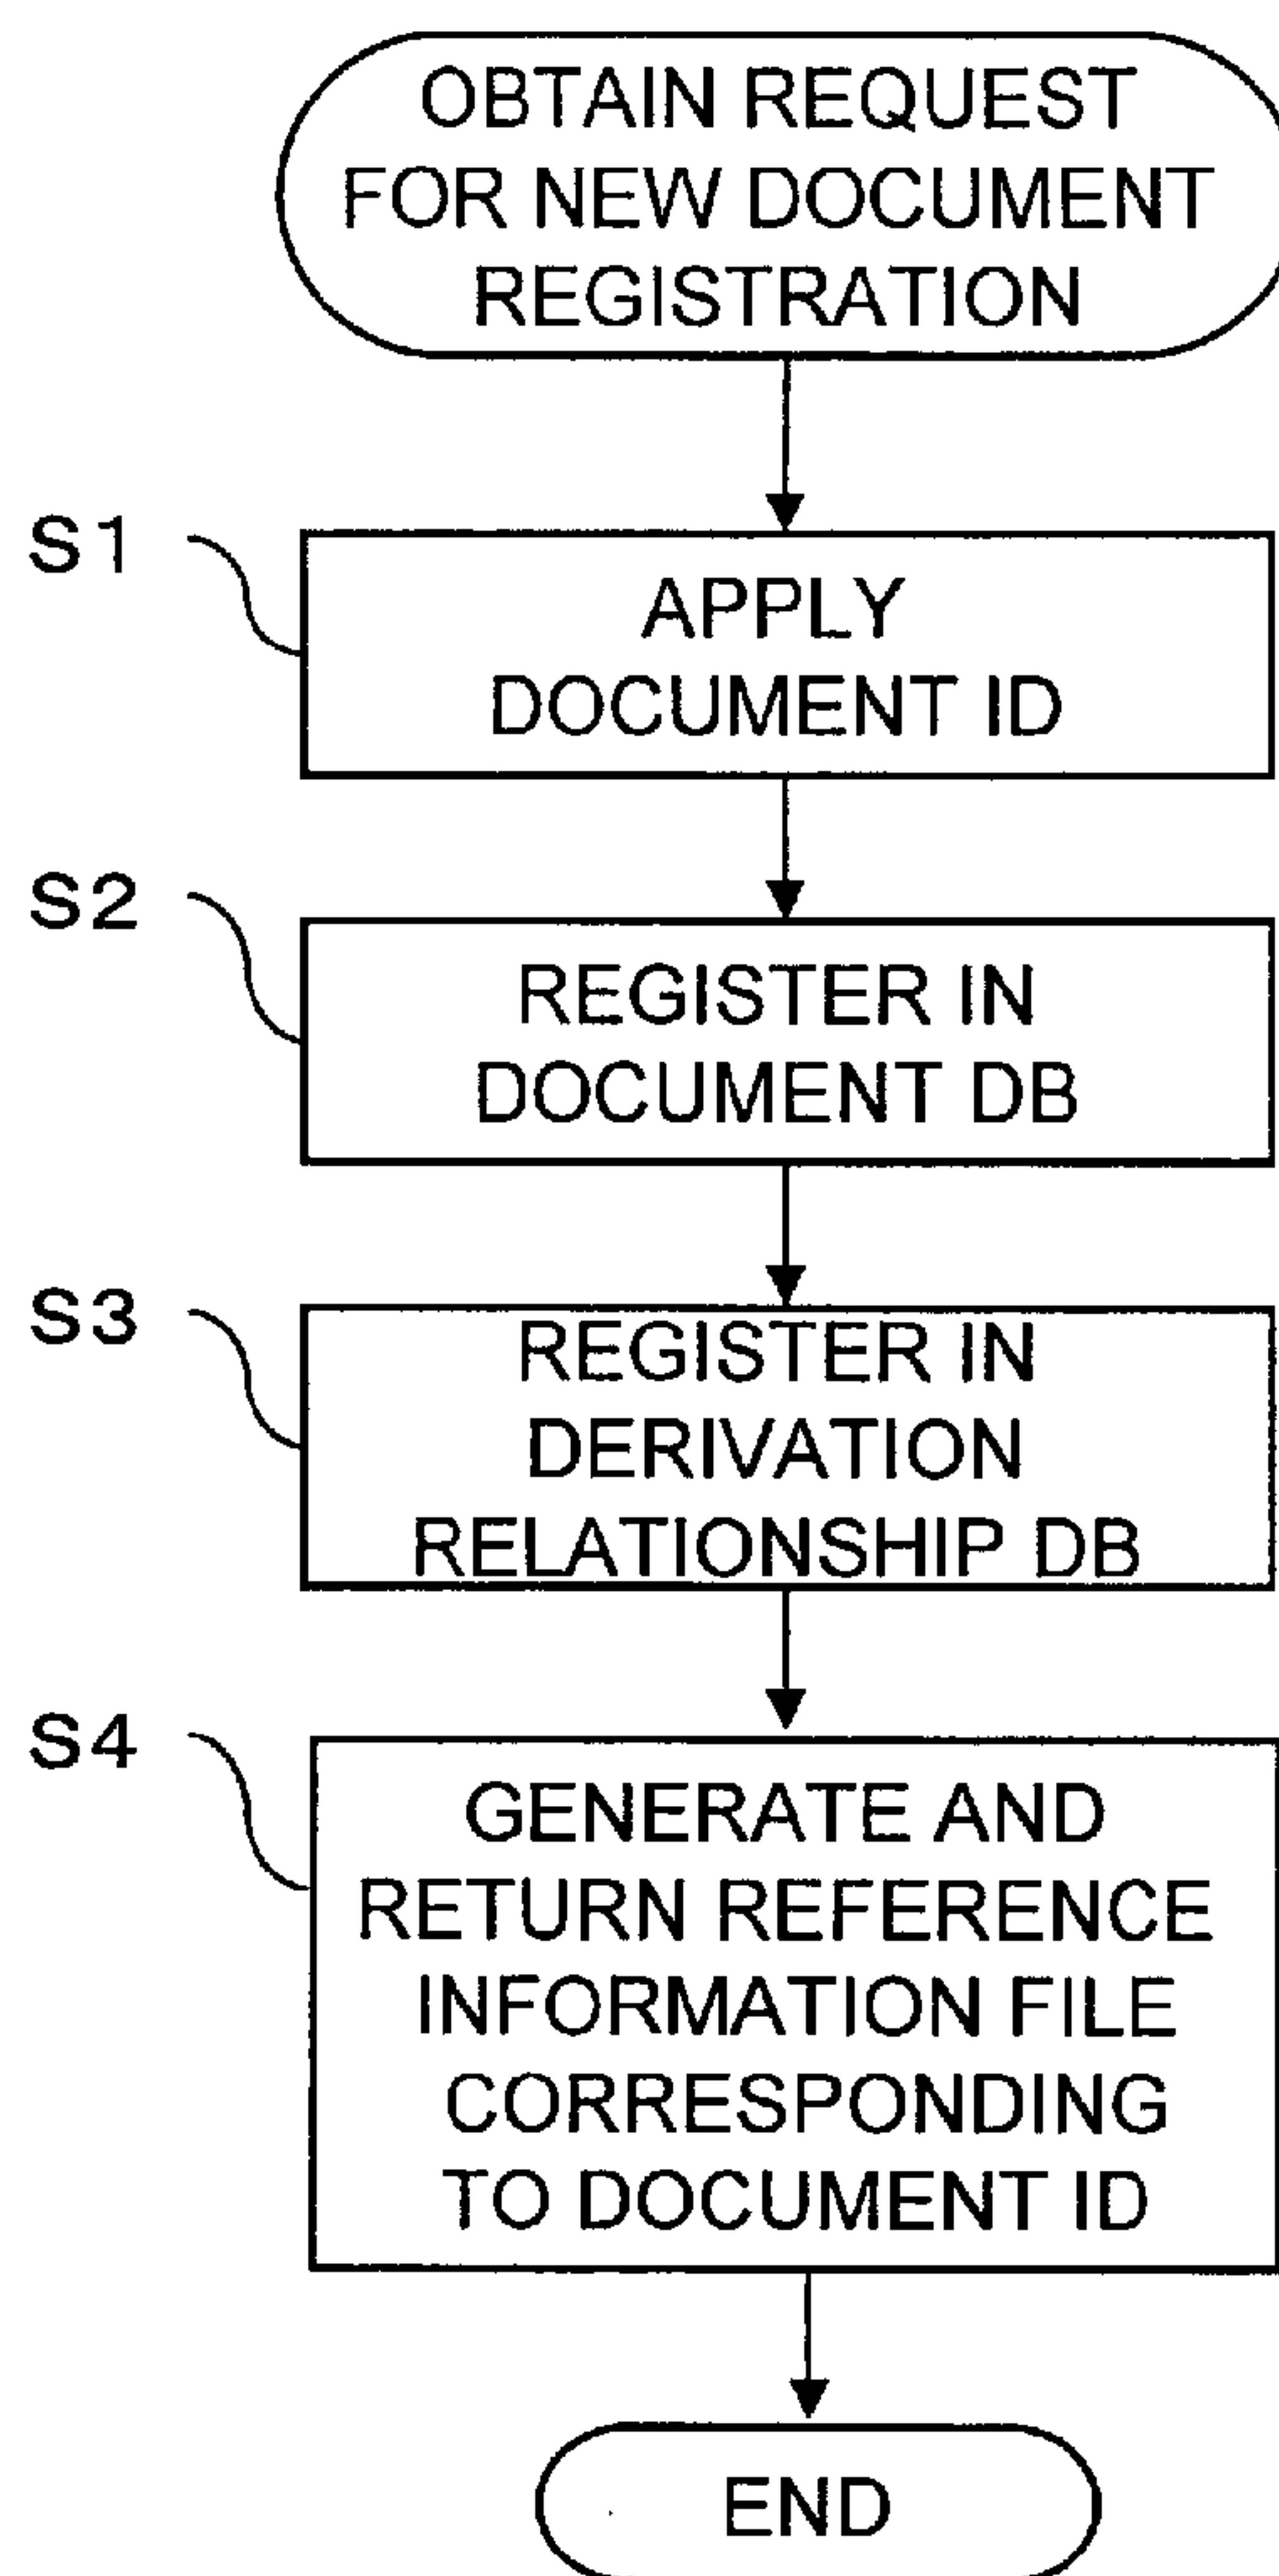 OBTAIN REQUEST
FOR NEW DOCUMENT
REGISTRATION
S1
APPLY
DOCUMENT ID
S2
REGISTER IN
DOCUMENT DB
S3
REGISTER IN
DERIVATION
RELATIONSHIP DB
S4
GENERATE AND
RETURN REFERENCE
INFORMATION FILE
CORRESPONDING
TO DOCUMENT ID
END